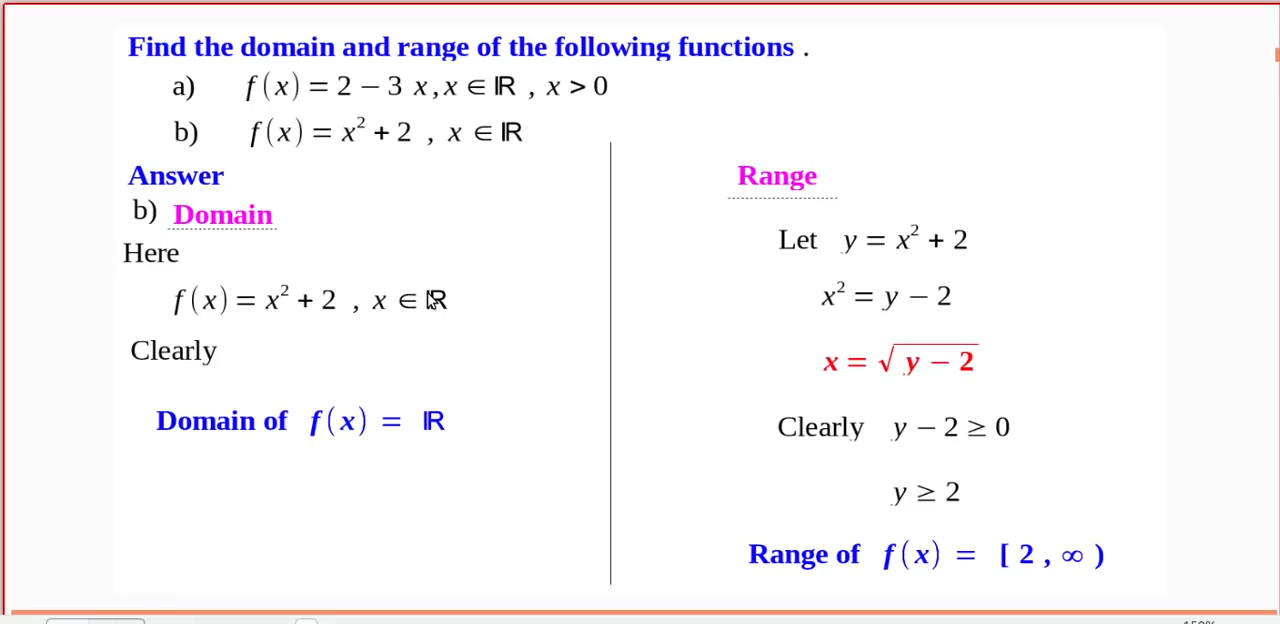 Find the domain and range of the following functions .
a) f(x) = 2 − 3 x, x ∈ ℝ , x > 0
b) f(x) = x² + 2 , x ∈ ℝ
Answer
b) Domain
Here
f(x) = x² + 2 , x ∈ ℝ
Clearly
Domain of f(x) = ℝ
Range
Let y = x² + 2
x² = y − 2
x = √(y − 2)
Clearly y − 2 ≥ 0
y ≥ 2
Range of f(x) = [ 2 , ∞ )